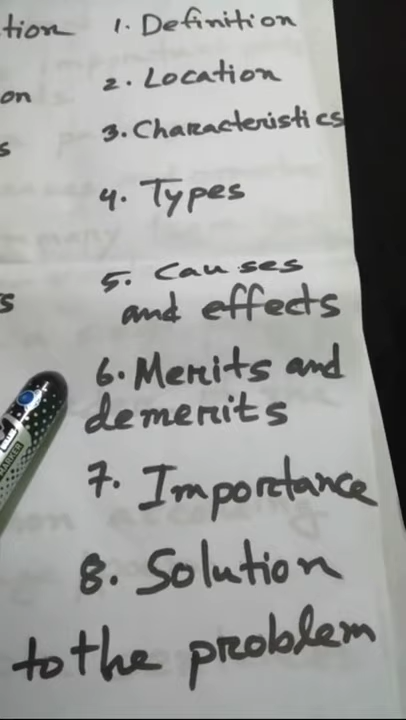 tion 1. Definition
on 2. Location
s 3. Characteristics
4. Types
5. Causes
s and effects
6. Merits and
demerits
7. Importance
8. Solution
to the problem